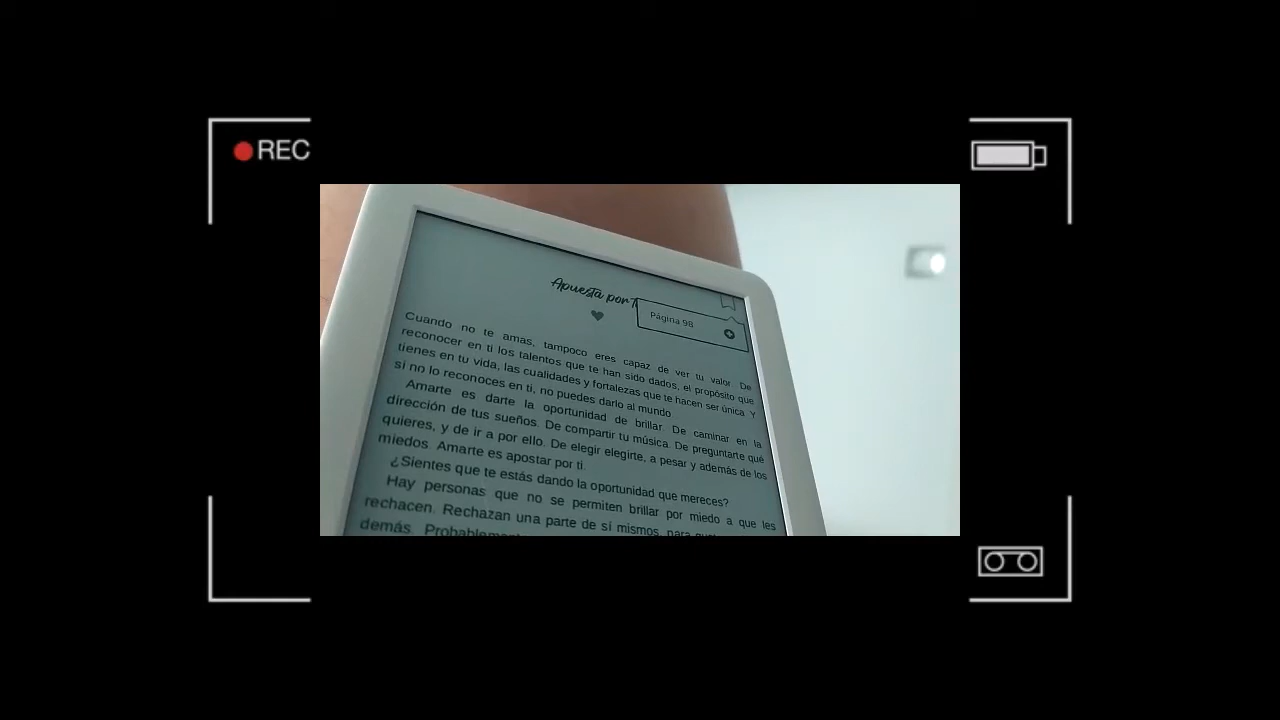 REC
Apuesta por
Página 98
Cuando no te amas, tampoco eres capaz de ver tu valor. De
reconocer en ti los talentos que te han sido dados, el propósito que
tienes en tu vida, las cualidades y fortalezas que te hacen ser única. Y
si no lo reconoces en ti, no puedes darlo al mundo.
Amarte es darte la oportunidad de brillar. De caminar en la
dirección de tus sueños. De compartir tu música. De preguntarte qué
quieres, y de ir a por ello. De elegir elegirte, a pesar y además de los
miedos. Amarte es apostar por ti.
¿Sientes que te estás dando la oportunidad que mereces?
Hay personas que no se permiten brillar por miedo a que les
rechacen. Rechazan una parte de sí mismos, para
demás. Probablemen